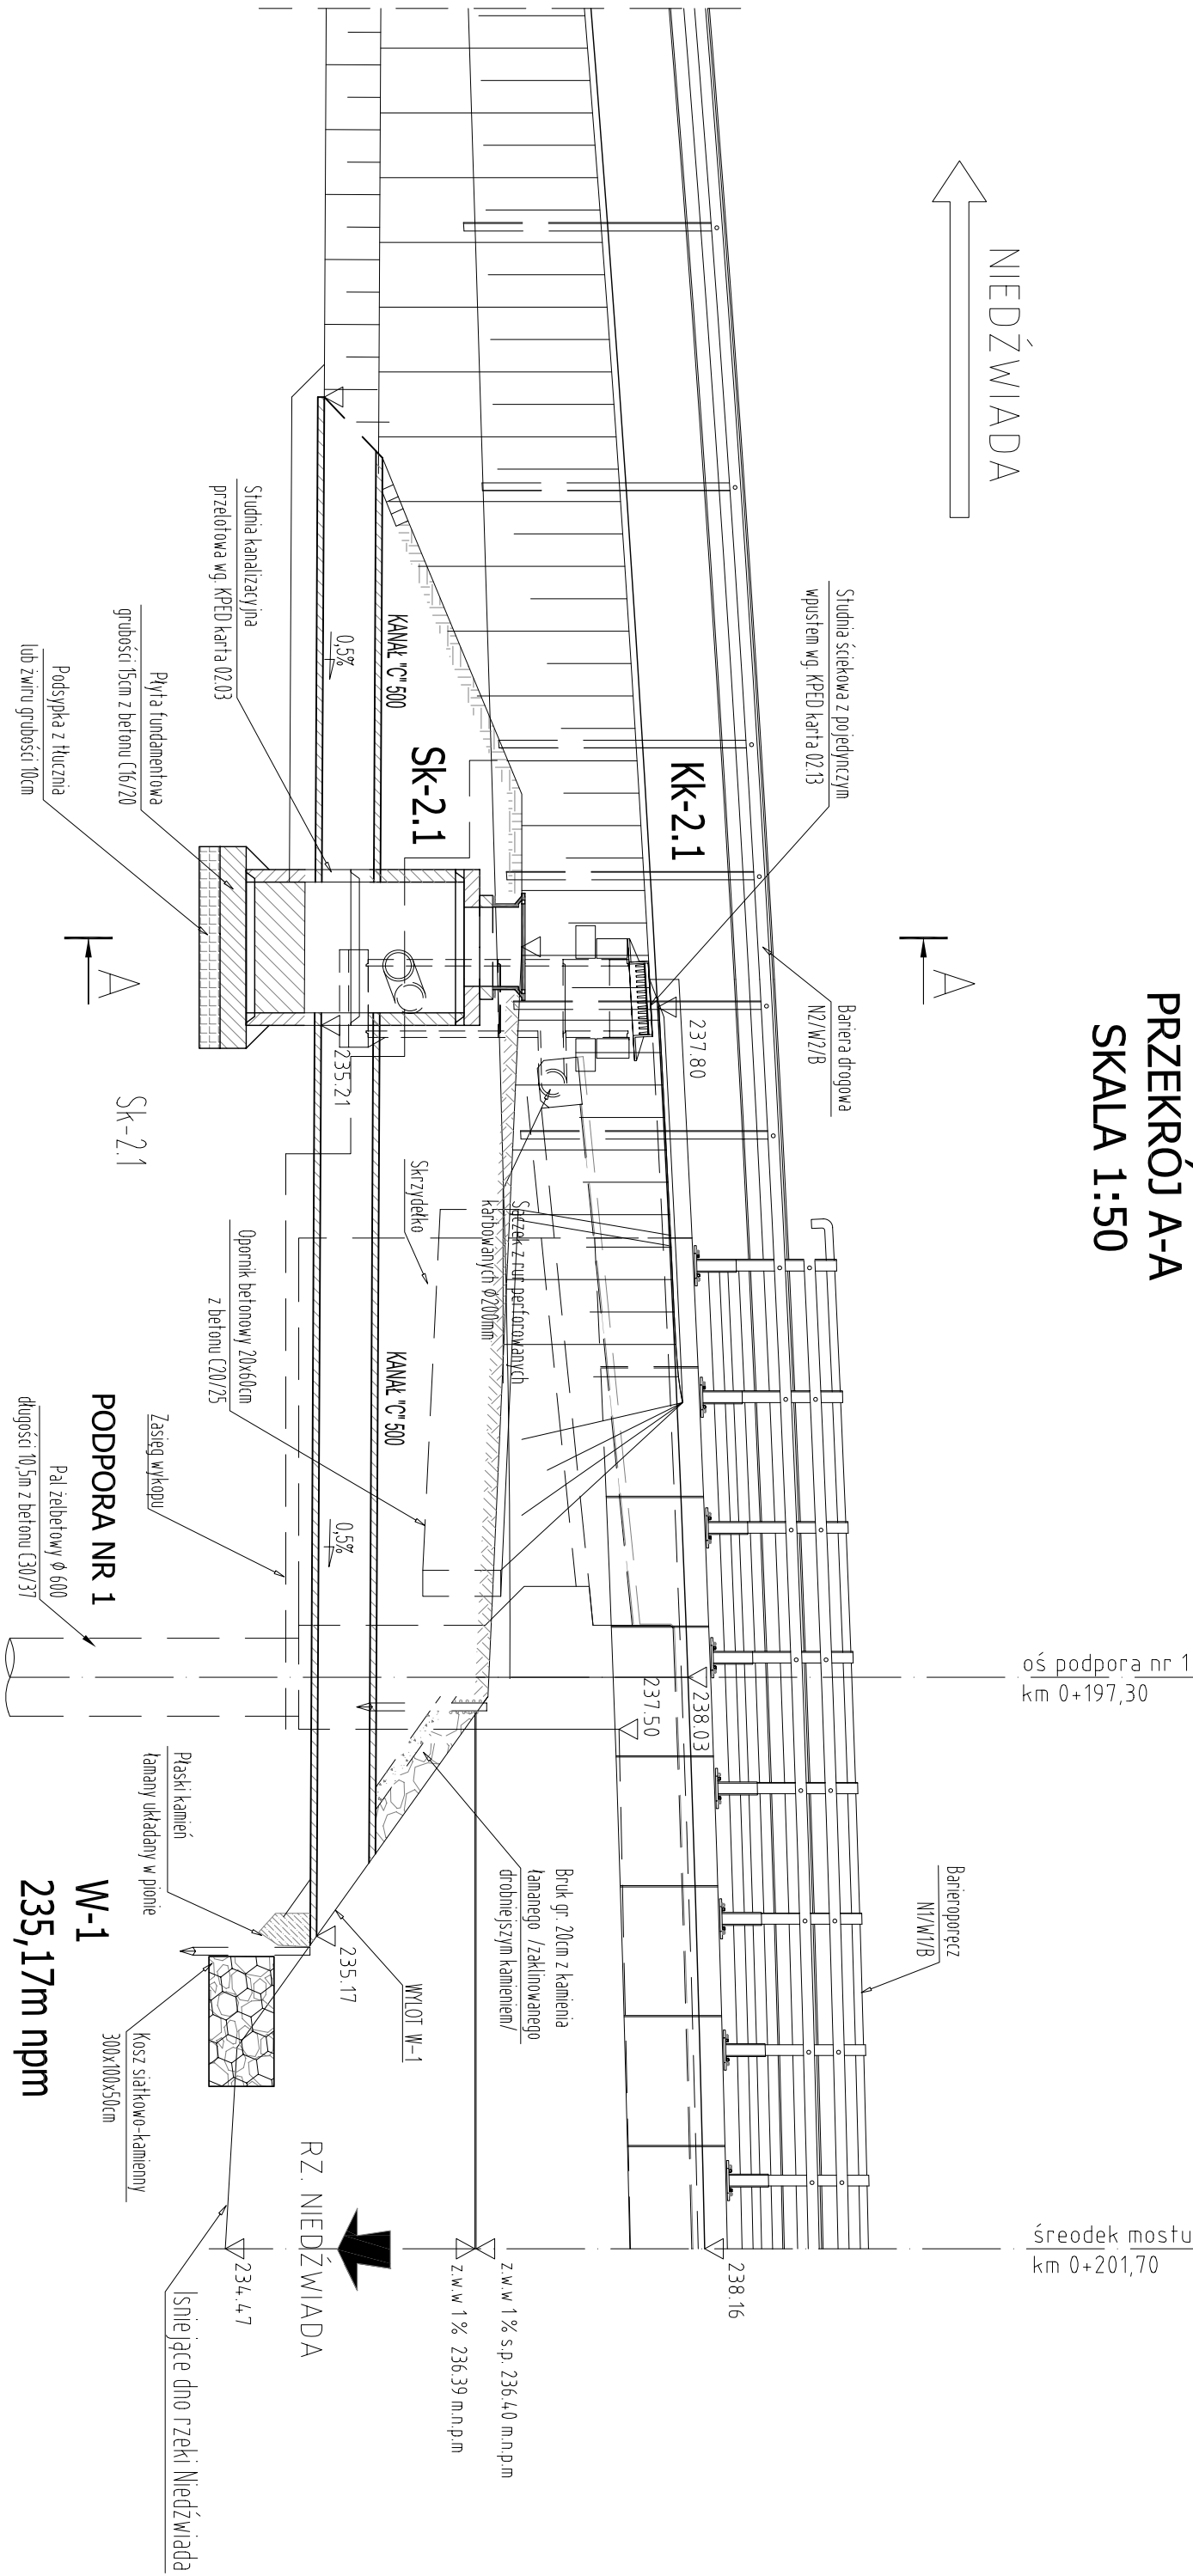 PRZEKRÓJ A-A
SKALA 1:50
NIEDŹWIADA
oś podpora nr 1
km 0+197,30
śreodek mostu
km 0+201,70
Studnia ściekowa z pojedynczym
wpustem wg. KPED karta 02.13
Bariera drogowa
N2/W2/B
A
Barieroporęcz
N1/W1/B
Kk-2.1
237.80
238.03
237.50
238.16
Sączek z rur perforowanych
karbowanych Ø200mm
Bruk gr. 20cm z kamienia
łamanego /zaklinowanego
drobniejszym kamieniem/
z.w.w 1% s.p. 236.40 m.n.p.m
z.w.w 1% 236.39 m.n.p.m
KANAŁ "C" 500
0,5%
Sk-2.1
Skrzydełko
KANAŁ "C" 500
0,5%
WYLOT W-1
235.21
235.17
RZ. NIEDŹWIADA
Studnia kanalizacyjna
przelotowa wg. KPED karta 02.03
Opornik betonowy 20x60cm
z betonu C20/25
234.47
Płyta fundamentowa
grubości 15cm z betonu C16/20
Zasięg wykopu
Płaski kamień
łamany układany w pionie
Isniejące dno rzeki Niedźwiada
Podsypka z tłucznia
lub żwiru grubości 10cm
A
Sk-2.1
PODPORA NR 1
Pal żelbetowy Ø 600
długości 10,5m z betonu C30/37
Kosz siatkowo-kamienny
300x100x50cm
W-1
235,17m npm